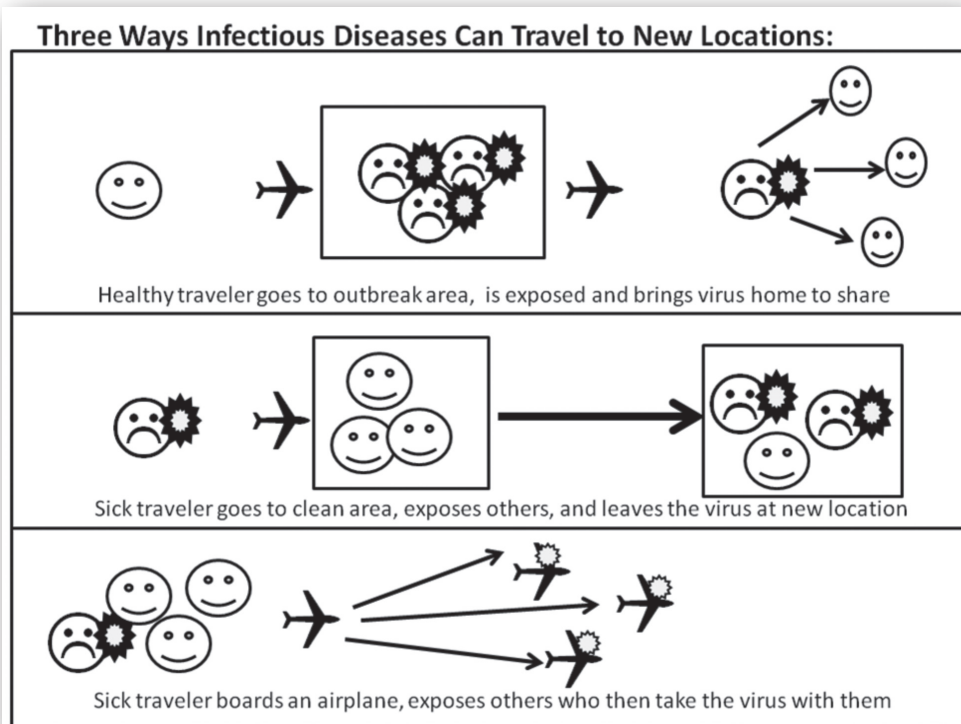 Three Ways Infectious Diseases Can Travel to New Locations:
Healthy traveler goes to outbreak area, is exposed and brings virus home to share
Sick traveler goes to clean area, exposes others, and leaves the virus at new location
Sick traveler boards an airplane, exposes others who then take the virus with them